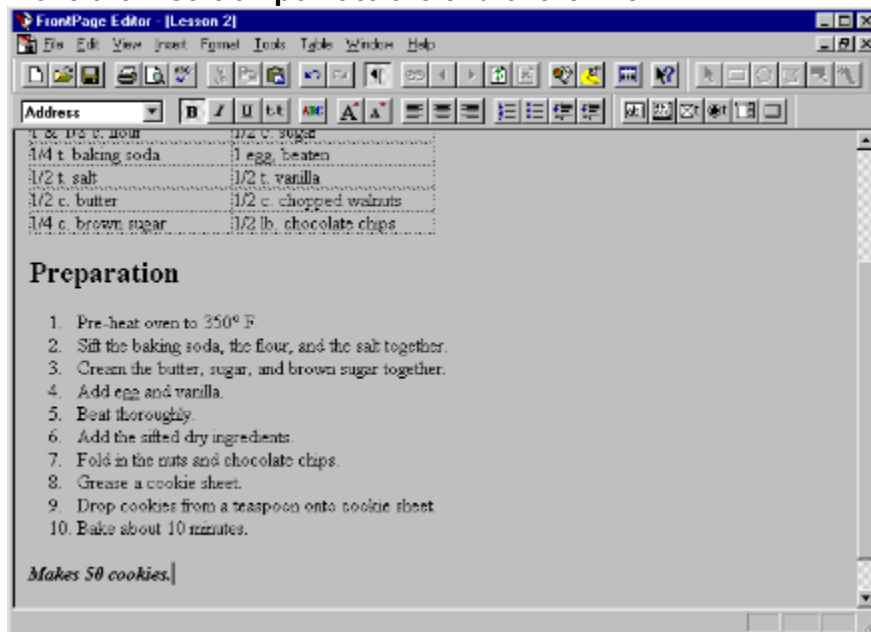 FrontPage Editor - [Lesson 2]
File Edit View Insert Format Tools Table Window Help
Address
flour 1/2 c. sugar
1/4 t. baking soda 1 egg, beaten
1/2 t. salt 1/2 t. vanilla
1/2 c. butter 1/2 c. chopped walnuts
1/4 c. brown sugar 1/2 lb. chocolate chips
Preparation
1. Pre-heat oven to 350º F.
2. Sift the baking soda, the flour, and the salt together.
3. Cream the butter, sugar, and brown sugar together.
4. Add egg and vanilla.
5. Beat thoroughly.
6. Add the sifted dry ingredients.
7. Fold in the nuts and chocolate chips.
8. Grease a cookie sheet.
9. Drop cookies from a teaspoon onto cookie sheet.
10. Bake about 10 minutes.
Makes 50 cookies.